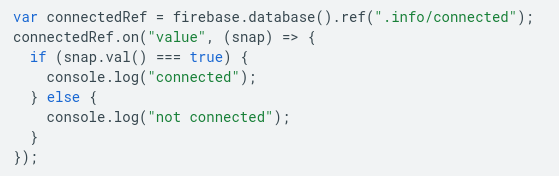 var connectedRef = firebase.database().ref(".info/connected");
connectedRef.on("value", (snap) => {
  if (snap.val() === true) {
    console.log("connected");
  } else {
    console.log("not connected");
  }
});